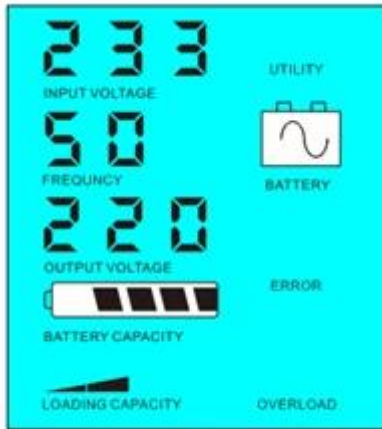 233
UTILITY
INPUT VOLTAGE
50
FREQUNCY
BATTERY
220
OUTPUT VOLTAGE
ERROR
BATTERY CAPACITY
LOADING CAPACITY
OVERLOAD